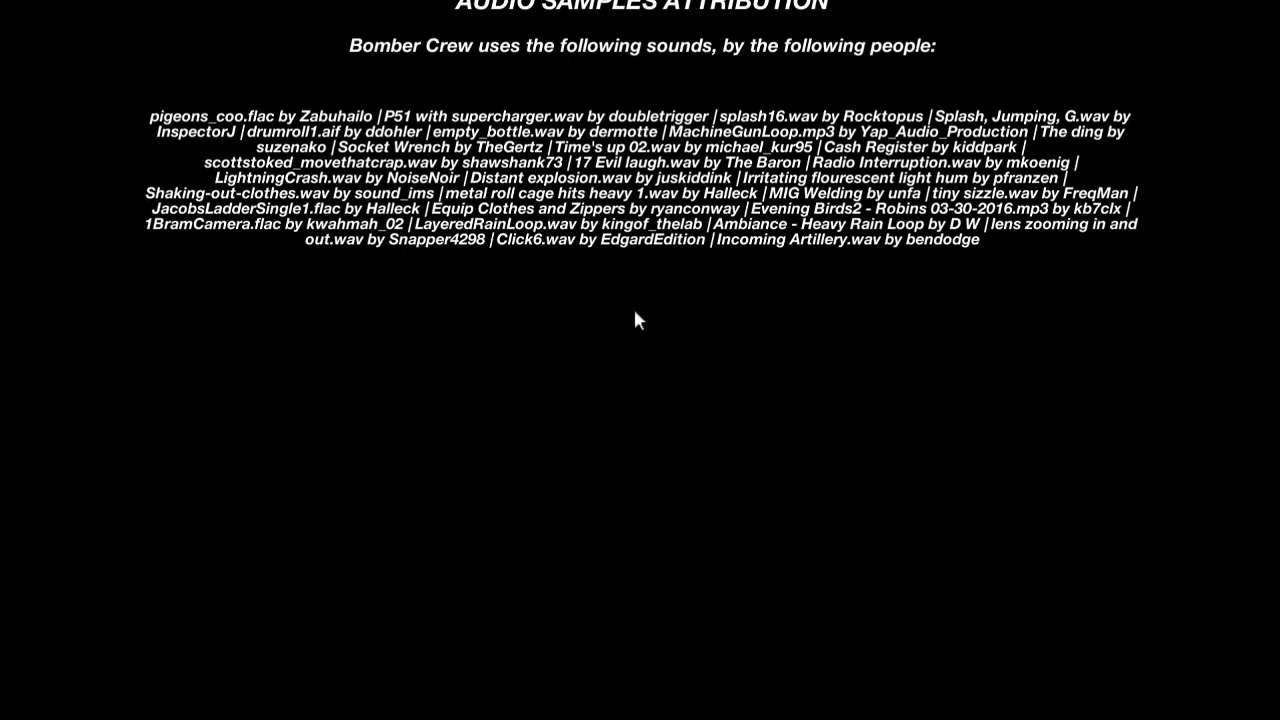 AUDIO SAMPLES ATTRIBUTION
Bomber Crew uses the following sounds, by the following people:
pigeons_coo.flac by Zabuhailo | P51 with supercharger.wav by doubletrigger | splash16.wav by Rocktopus | Splash, Jumping, G.wav by
InspectorJ | drumroll1.aif by ddohler | empty_bottle.wav by dermotte | MachineGunLoop.mp3 by Yap_Audio_Production | The ding by
suzenako | Socket Wrench by TheGertz | Time's up 02.wav by michael_kur95 | Cash Register by kiddpark |
scottstoked_movethatcrap.wav by shawshank73 | 17 Evil laugh.wav by The Baron | Radio Interruption.wav by mkoenig |
LightningCrash.wav by NoiseNoir | Distant explosion.wav by juskiddink | Irritating flourescent light hum by pfranzen |
Shaking-out-clothes.wav by sound_ims | metal roll cage hits heavy 1.wav by Halleck | MIG Welding by unfa | tiny sizzle.wav by FreqMan |
JacobsLadderSingle1.flac by Halleck | Equip Clothes and Zippers by ryanconway | Evening Birds2 - Robins 03-30-2016.mp3 by kb7clx |
1BramCamera.flac by kwahmah_02 | LayeredRainLoop.wav by kingof_thelab | Ambiance - Heavy Rain Loop by D W | lens zooming in and
out.wav by Snapper4298 | Click6.wav by EdgardEdition | Incoming Artillery.wav by bendodge